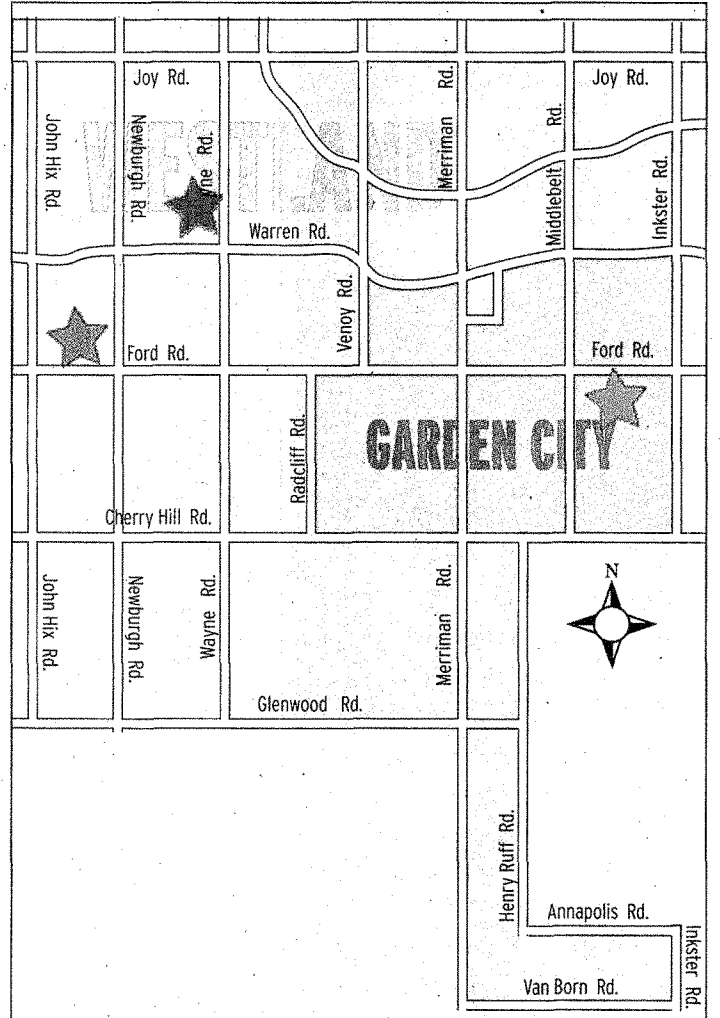 Joy Rd.
Joy Rd.
John Hix Rd.
Newburgh Rd.
ne Rd.
WESTLAND
Merriman Rd.
Middlebelt Rd.
Inkster Rd.
Warren Rd.
Venoy Rd.
Ford Rd.
Ford Rd.
Radcliff Rd.
GARDEN CITY
Cherry Hill Rd.
John Hix Rd.
Newburgh Rd.
Wayne Rd.
Merriman Rd.
N
Glenwood Rd.
Henry Ruff Rd.
Annapolis Rd.
Inkster Rd.
Van Born Rd.